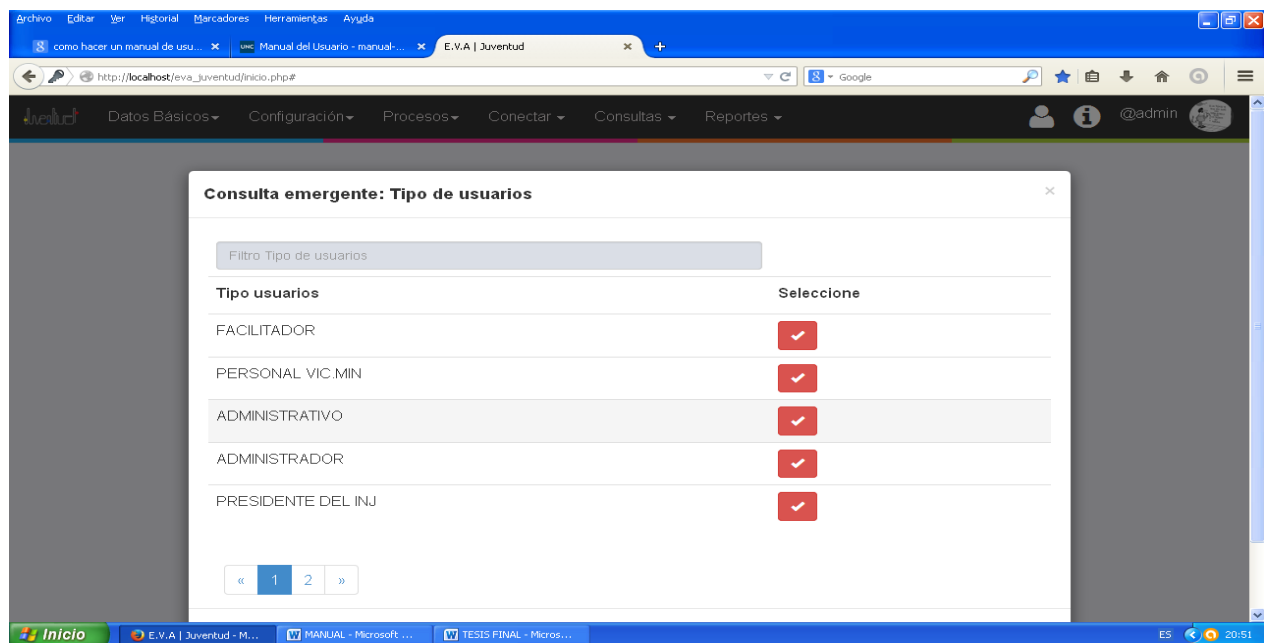 Archivo Editar Ver Historial Marcadores Herramientas Ayuda
como hacer un manual de usu... Manual del Usuario - manual-... E.V.A | Juventud
http://localhost/eva_juventud/inicio.php# Google
Juventud Datos Básicos Configuración Procesos Conectar Consultas Reportes @admin
Consulta emergente: Tipo de usuarios
Filtro Tipo de usuarios
Tipo usuarios Seleccione
FACILITADOR
PERSONAL VIC.MIN
ADMINISTRATIVO
ADMINISTRADOR
PRESIDENTE DEL INJ
« 1 2 »
Inicio E.V.A | Juventud - M... MANUAL - Microsoft ... TESIS FINAL - Micros... ES 20:51